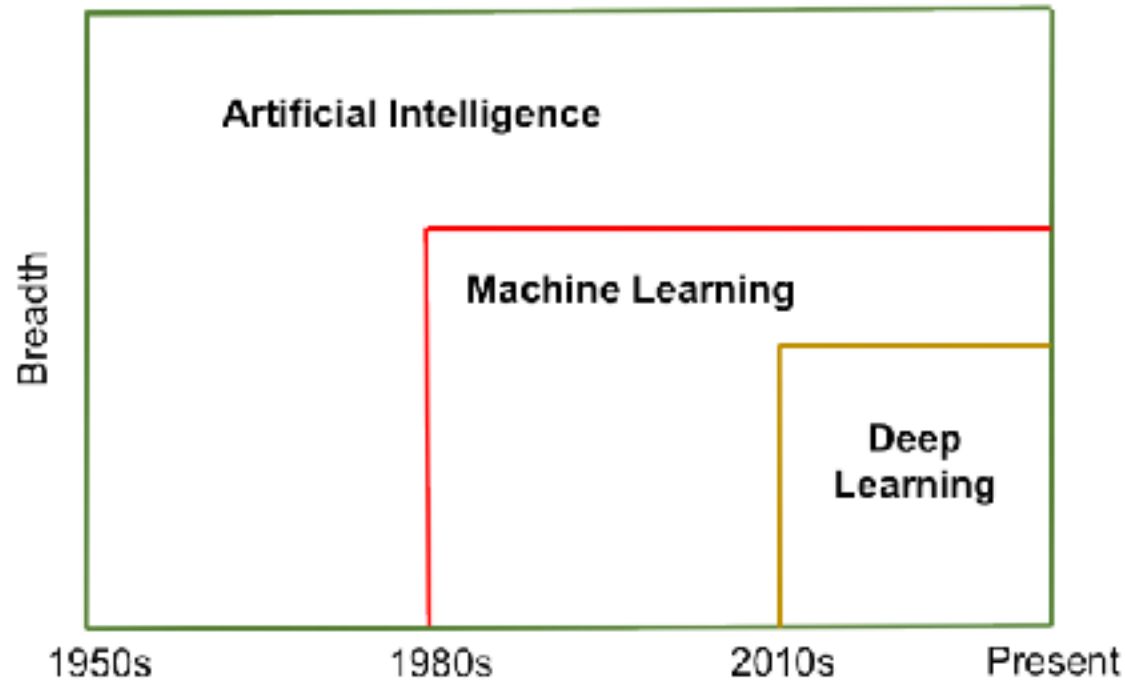 Artificial Intelligence
Machine Learning
Deep
Learning
Breadth
1950s
1980s
2010s
Present